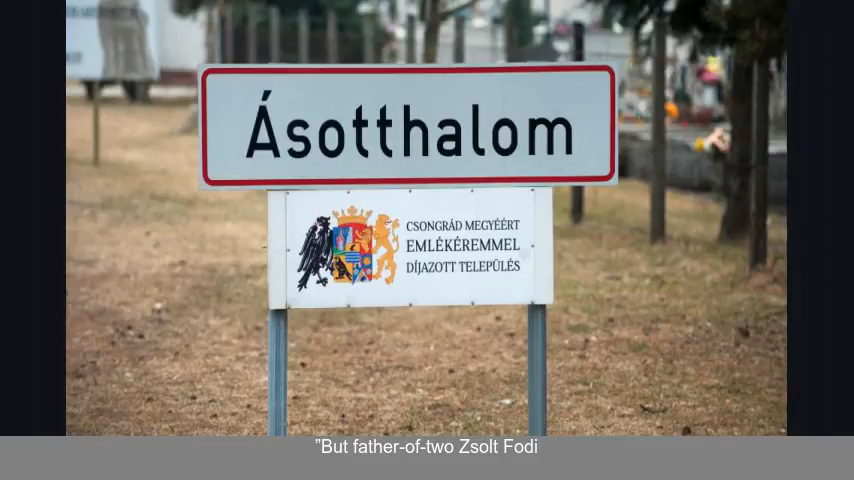 Ásotthalom
CSONGRÁD MEGYÉÉRT
EMLÉKÉREMMEL
DÍJAZOTT TELEPÜLÉS
”But father-of-two Zsolt Fodi